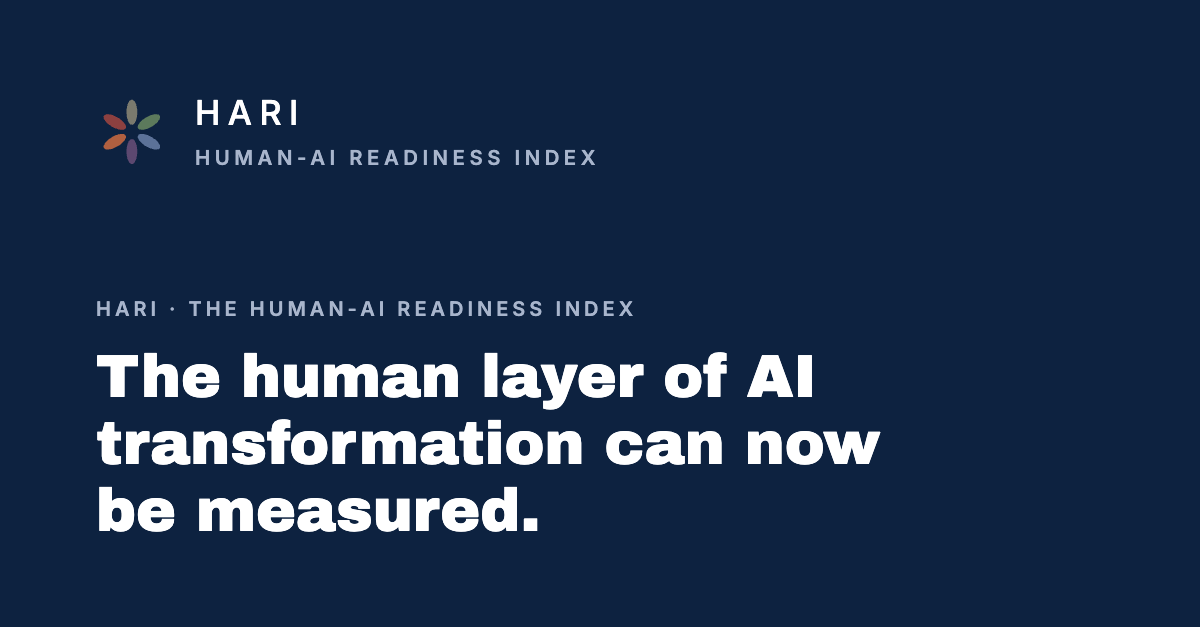 HARI
HUMAN-AI READINESS INDEX
HARI · THE HUMAN-AI READINESS INDEX
The human layer of AI
transformation can now
be measured.